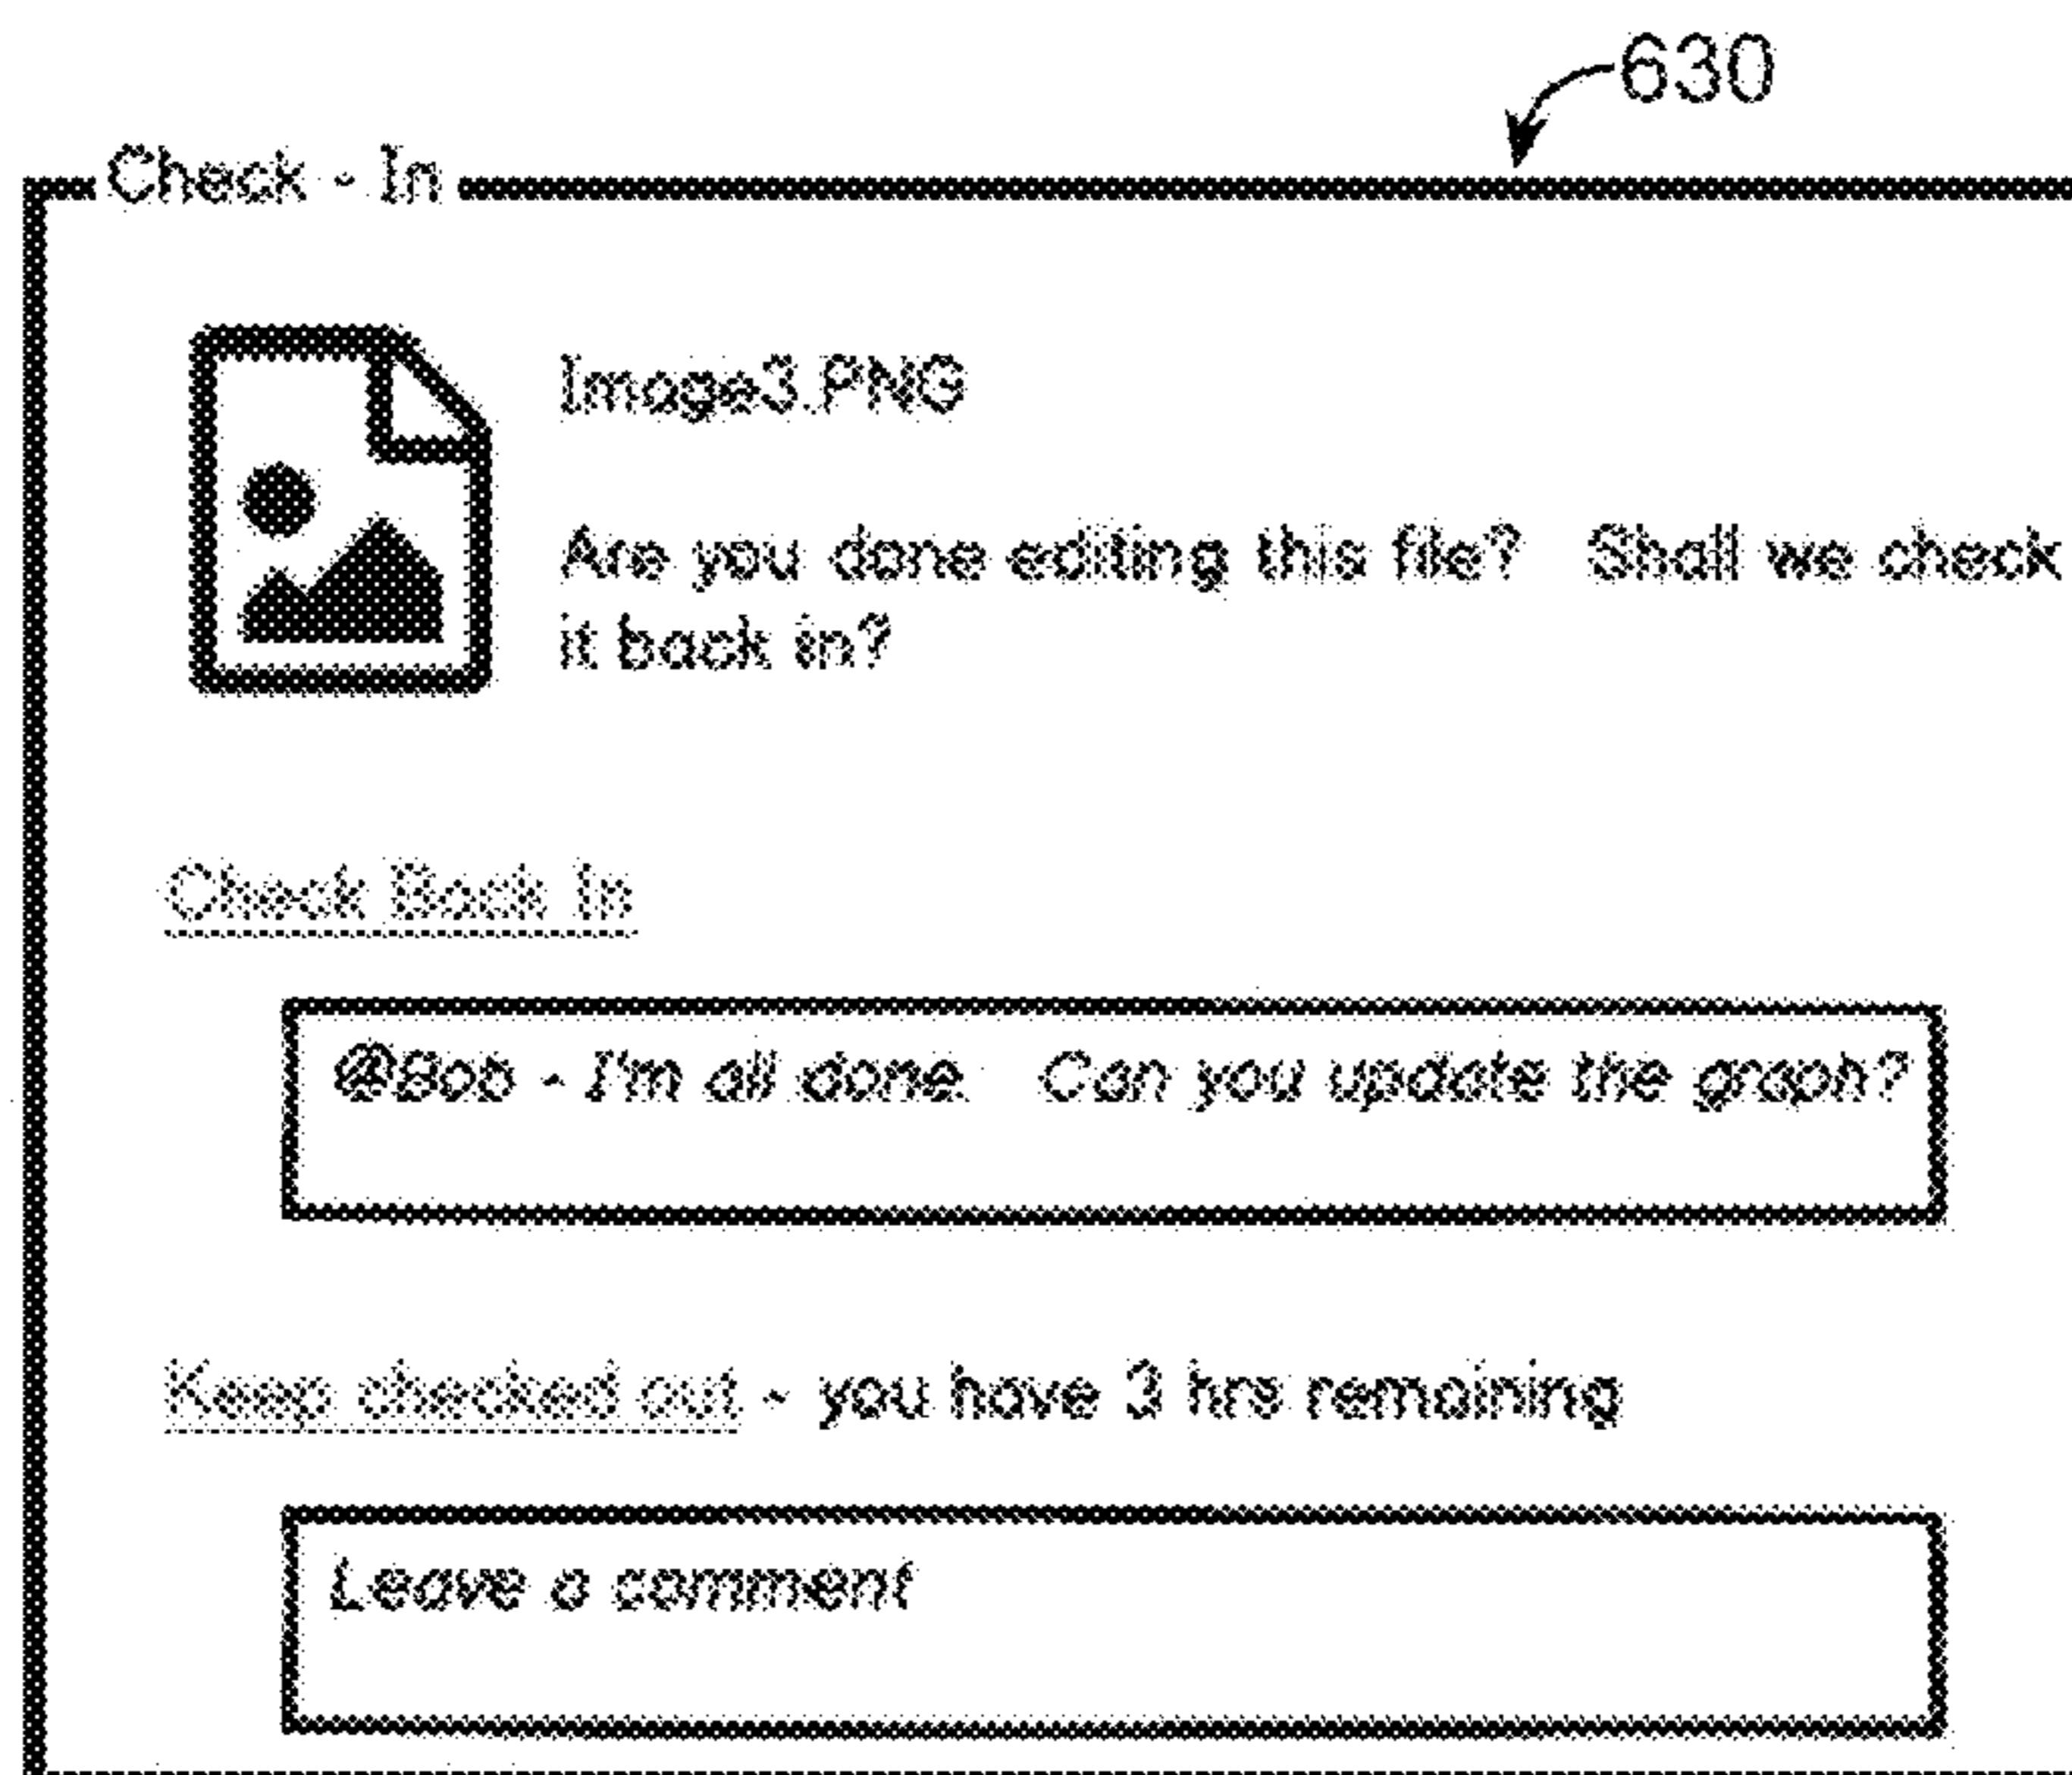 630
Check - In
Image3.PNG
Are you done editing this file? Shall we check
it back in?
Check Back In
@Bob - I'm all done. Can you update the graph?
Keep checked out - you have 3 hrs remaining
Leave a comment